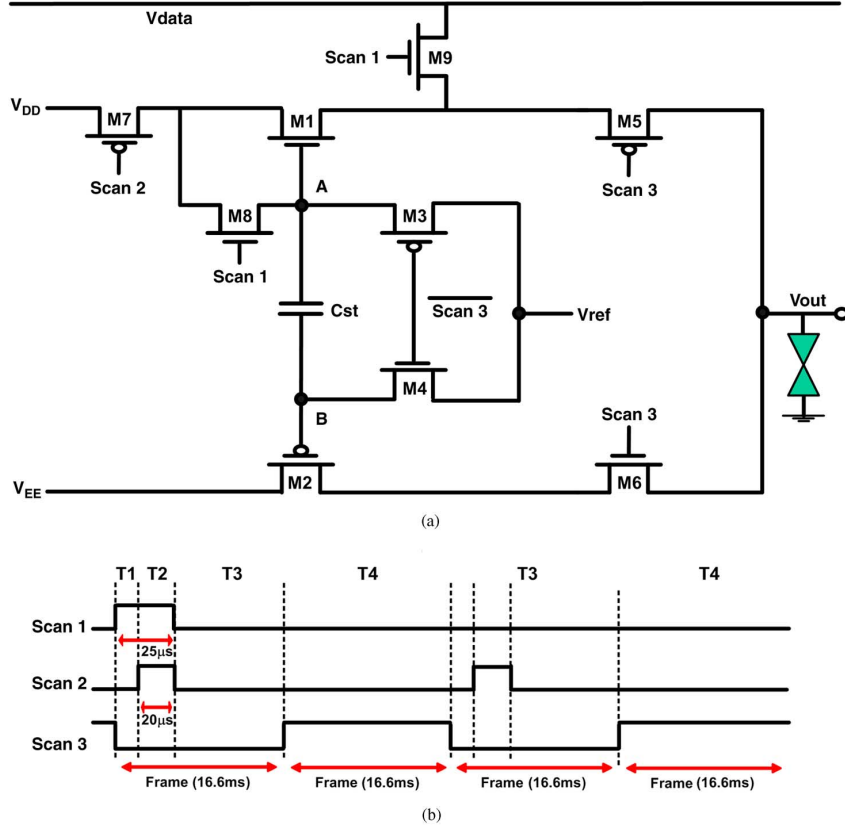 Vdata
Scan 1
M9
VDD
M7
M1
M5
Scan 2
A
Scan 3
M8
M3
Scan 1
Cst
Scan 3
Vref
Vout
M4
B
Scan 3
M2
M6
VEE
(a)
T1 T2 T3 T4 T3 T4
Scan 1
25μs
Scan 2
20μs
Scan 3
Frame (16.6ms) Frame (16.6ms) Frame (16.6ms) Frame (16.6ms)
(b)